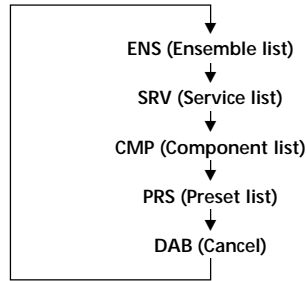 ENS (Ensemble list)
SRV (Service list)
CMP (Component list)
PRS (Preset list)
DAB (Cancel)